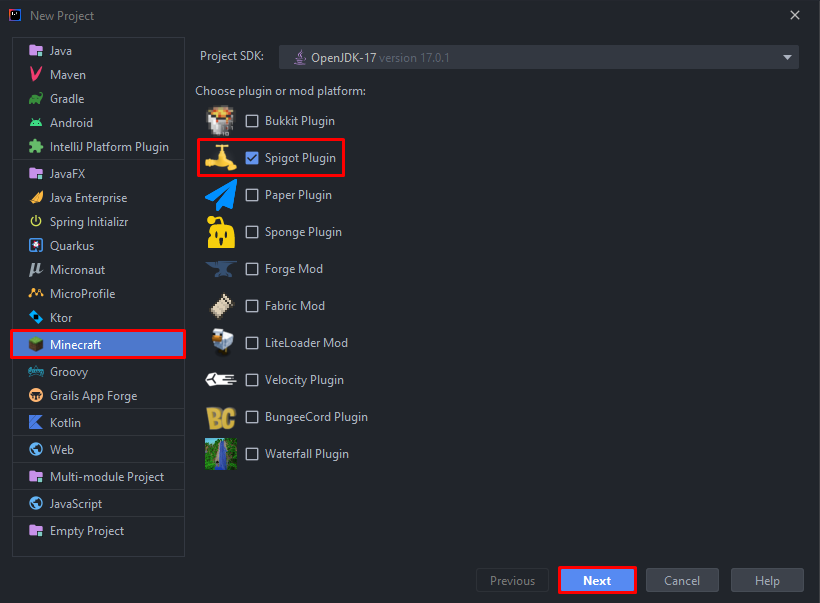 New Project
Java
Maven
Gradle
Android
IntelliJ Platform Plugin
JavaFX
Java Enterprise
Spring Initializr
Quarkus
Micronaut
MicroProfile
Ktor
Minecraft
Groovy
Grails App Forge
Kotlin
Web
Multi-module Project
JavaScript
Empty Project
Project SDK: OpenJDK-17 version 17.0.1
Choose plugin or mod platform:
Bukkit Plugin
Spigot Plugin
Paper Plugin
Sponge Plugin
Forge Mod
Fabric Mod
LiteLoader Mod
Velocity Plugin
BC BungeeCord Plugin
Waterfall Plugin
Previous Next Cancel Help